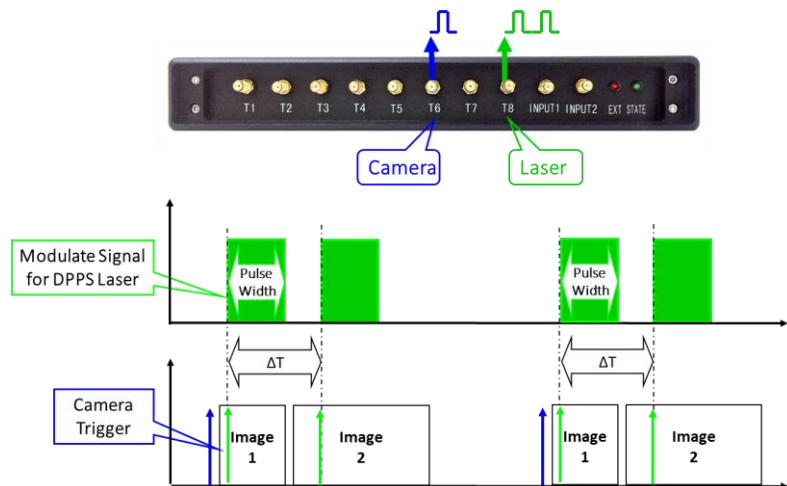 T1 T2 T3 T4 T5 T6 T7 T8 INPUT1 INPUT2 EXT STATE
Camera
Laser
Modulate Signal
for DPPS Laser
Pulse
Width
Pulse
Width
ΔT
ΔT
Camera
Trigger
Image
1
Image
2
Image
1
Image
2